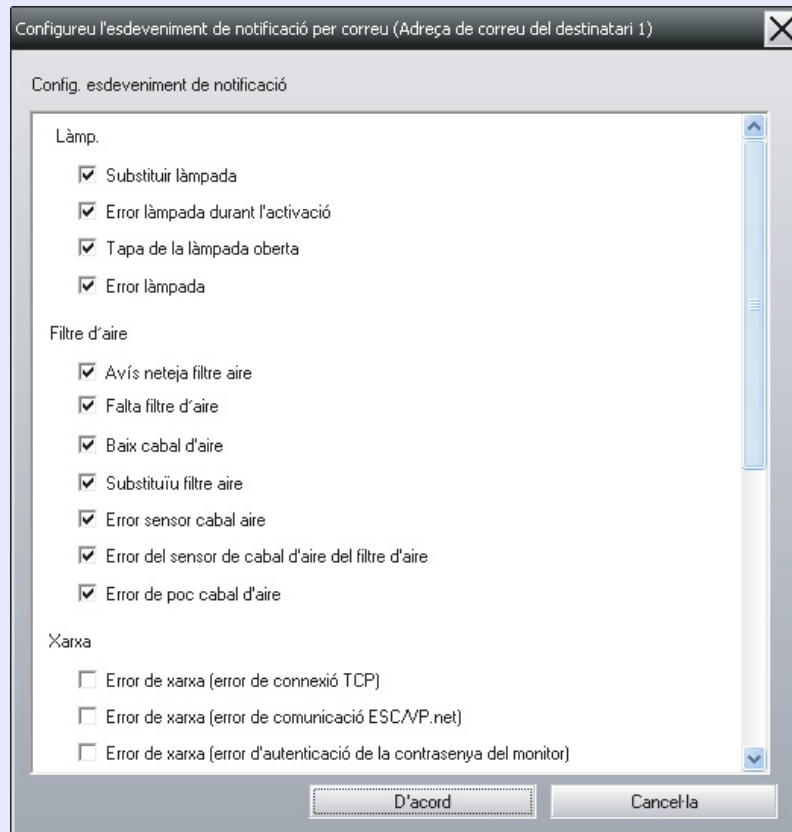 Configureu l'esdeveniment de notificació per correu (Adreça de correu del destinatari 1)
Config. esdeveniment de notificació
Làmp.
Substituir làmpada
Error làmpada durant l'activació
Tapa de la làmpada oberta
Error làmpada
Filtre d´aire
Avís neteja filtre aire
Falta filtre d´aire
Baix cabal d'aire
Substituïu filtre aire
Error sensor cabal aire
Error del sensor de cabal d'aire del filtre d'aire
Error de poc cabal d'aire
Xarxa
Error de xarxa (error de connexió TCP)
Error de xarxa (error de comunicació ESC/VP.net)
Error de xarxa (error d'autenticació de la contrasenya del monitor)
D'acord
Cancel·la